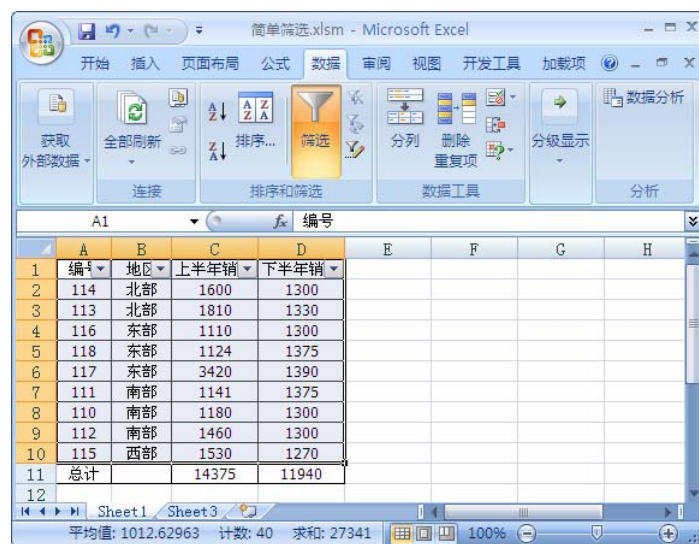 简单筛选.xlsm - Microsoft Excel
开始 插入 页面布局 公式 数据 审阅 视图 开发工具 加载项
获取外部数据
全部刷新
排序...
筛选
分列
删除重复项
分级显示
数据分析
连接 排序和筛选 数据工具 分析
A1 fx 编号
A B C D E F G H
1 编号 地区 上半年销 下半年销
2 114 北部 1600 1300
3 113 北部 1810 1330
4 116 东部 1110 1300
5 118 东部 1124 1375
6 117 东部 3420 1390
7 111 南部 1141 1375
8 110 南部 1180 1300
9 112 南部 1460 1300
10 115 西部 1530 1270
11 总计 14375 11940
12
Sheet1 Sheet3
平均值: 1012.62963 计数: 40 求和: 27341 100%